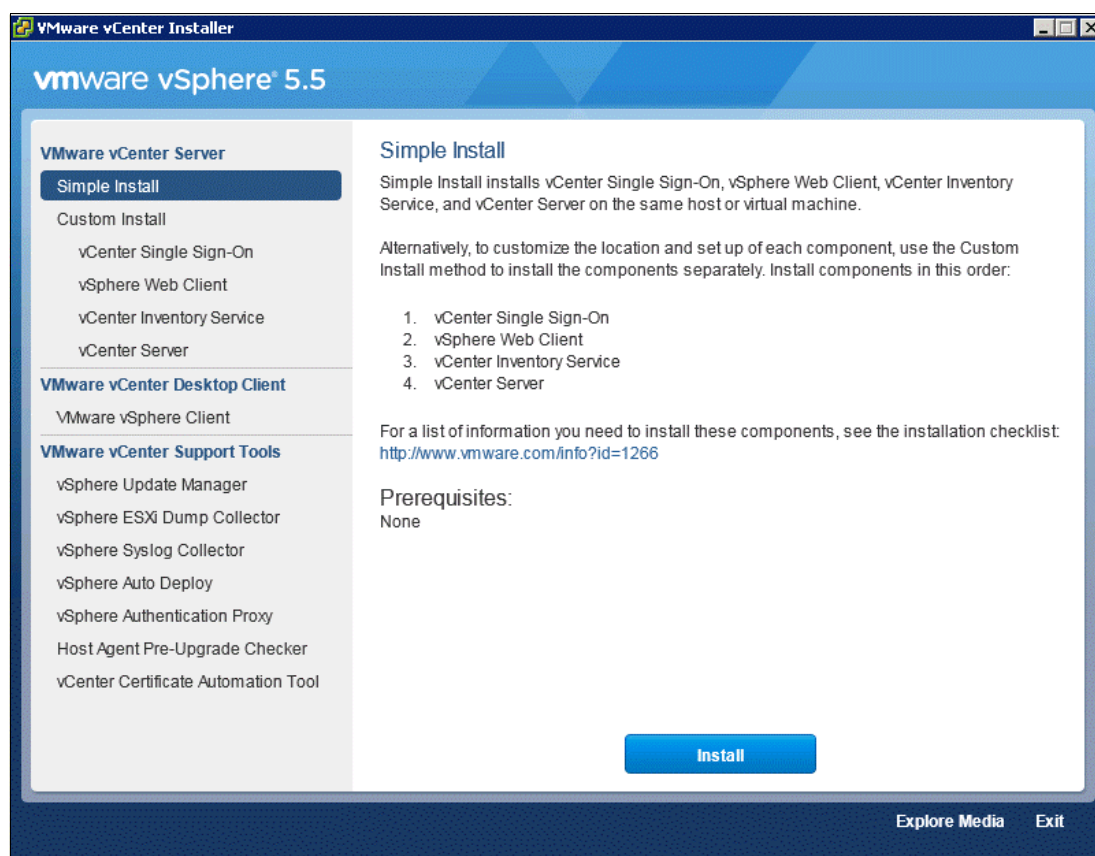 VMware vCenter Installer
vmware vSphere® 5.5
VMware vCenter Server
Simple Install
Custom Install
vCenter Single Sign-On
vSphere Web Client
vCenter Inventory Service
vCenter Server
VMware vCenter Desktop Client
VMware vSphere Client
VMware vCenter Support Tools
vSphere Update Manager
vSphere ESXi Dump Collector
vSphere Syslog Collector
vSphere Auto Deploy
vSphere Authentication Proxy
Host Agent Pre-Upgrade Checker
vCenter Certificate Automation Tool
Simple Install
Simple Install installs vCenter Single Sign-On, vSphere Web Client, vCenter Inventory
Service, and vCenter Server on the same host or virtual machine.
Alternatively, to customize the location and set up of each component, use the Custom
Install method to install the components separately. Install components in this order:
1. vCenter Single Sign-On
2. vSphere Web Client
3. vCenter Inventory Service
4. vCenter Server
For a list of information you need to install these components, see the installation checklist:
http://www.vmware.com/info?id=1266
Prerequisites:
None
Install
Explore Media Exit